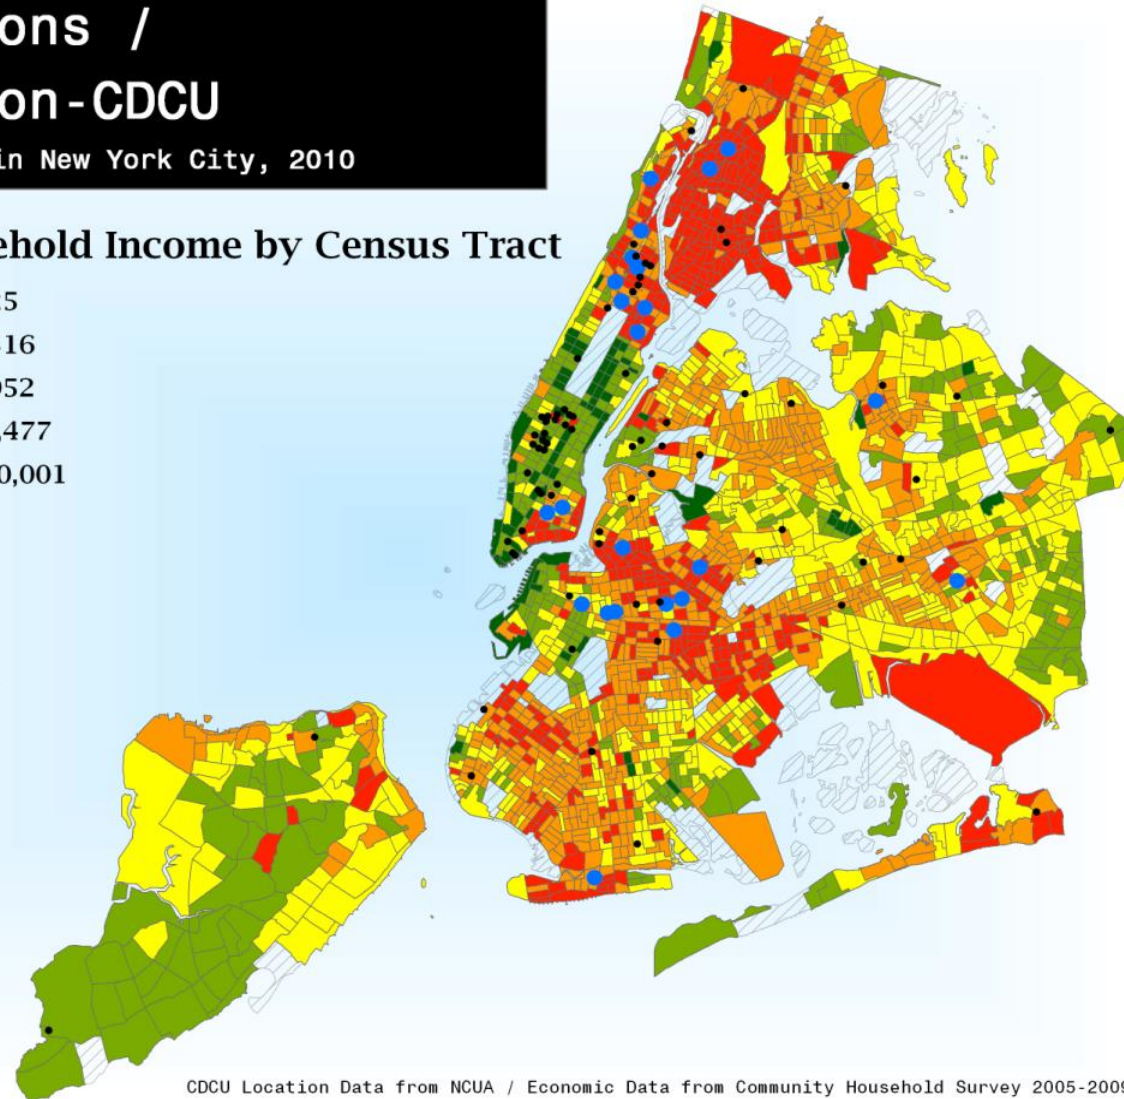 ons /
on-CDCU
in New York City, 2010
ehold Income by Census Tract
5
16
952
,477
0,001
CDCU Location Data from NCUA / Economic Data from Community Household Survey 2005-2009